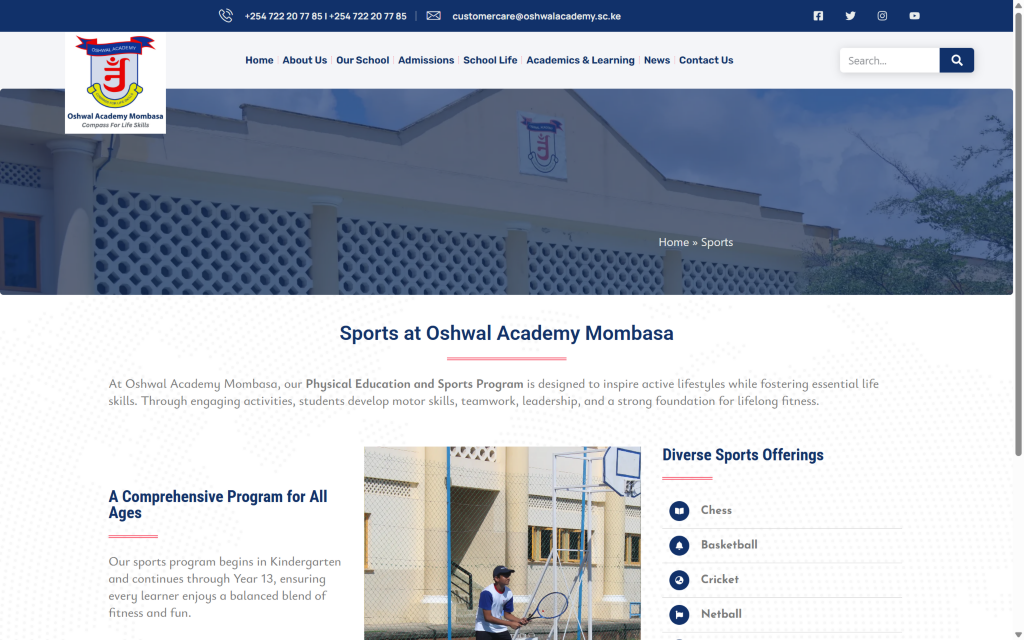 +254 722 20 77 85 I +254 722 20 77 85
customercare@oshwalacademy.sc.ke
OSHWAL ACADEMY
COMPASS FOR LIFE SKILLS
Oshwal Academy Mombasa
Compass For Life Skills
Home
About Us
Our School
Admissions
School Life
Academics & Learning
News
Contact Us
Search...
Home » Sports
Sports at Oshwal Academy Mombasa
At Oshwal Academy Mombasa, our Physical Education and Sports Program is designed to inspire active lifestyles while fostering essential life
skills. Through engaging activities, students develop motor skills, teamwork, leadership, and a strong foundation for lifelong fitness.
A Comprehensive Program for All
Ages
Our sports program begins in Kindergarten
and continues through Year 13, ensuring
every learner enjoys a balanced blend of
fitness and fun.
Diverse Sports Offerings
Chess
Basketball
Cricket
Netball